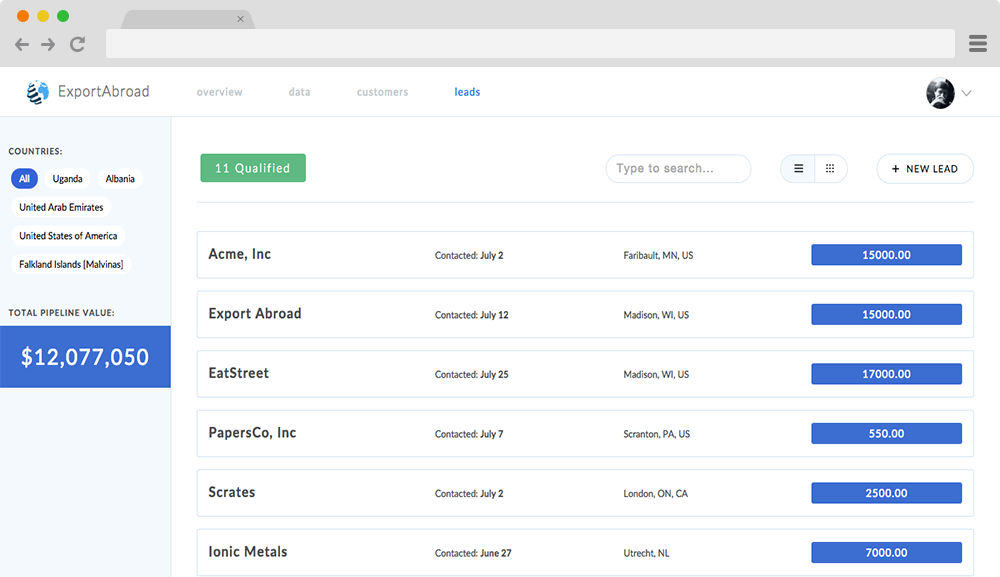 ExportAbroad overview data customers leads
COUNTRIES:
All Uganda Albania
United Arab Emirates
United States of America
Falkland Islands [Malvinas]
TOTAL PIPELINE VALUE:
$12,077,050
11 Qualified Type to search... + NEW LEAD
Acme, Inc Contacted: July 2 Faribault, MN, US 15000.00
Export Abroad Contacted: July 12 Madison, WI, US 15000.00
EatStreet Contacted: July 25 Madison, WI, US 17000.00
PapersCo, Inc Contacted: July 7 Scranton, PA, US 550.00
Scrates Contacted: July 2 London, ON, CA 2500.00
Ionic Metals Contacted: June 27 Utrecht, NL 7000.00